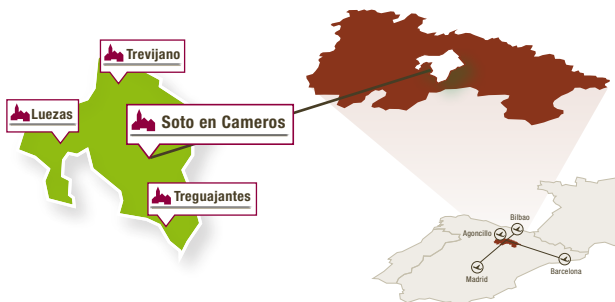 Trevijano
Luezas
Soto en Cameros
Treguajantes
Bilbao
Agoncillo
Madrid
Barcelona